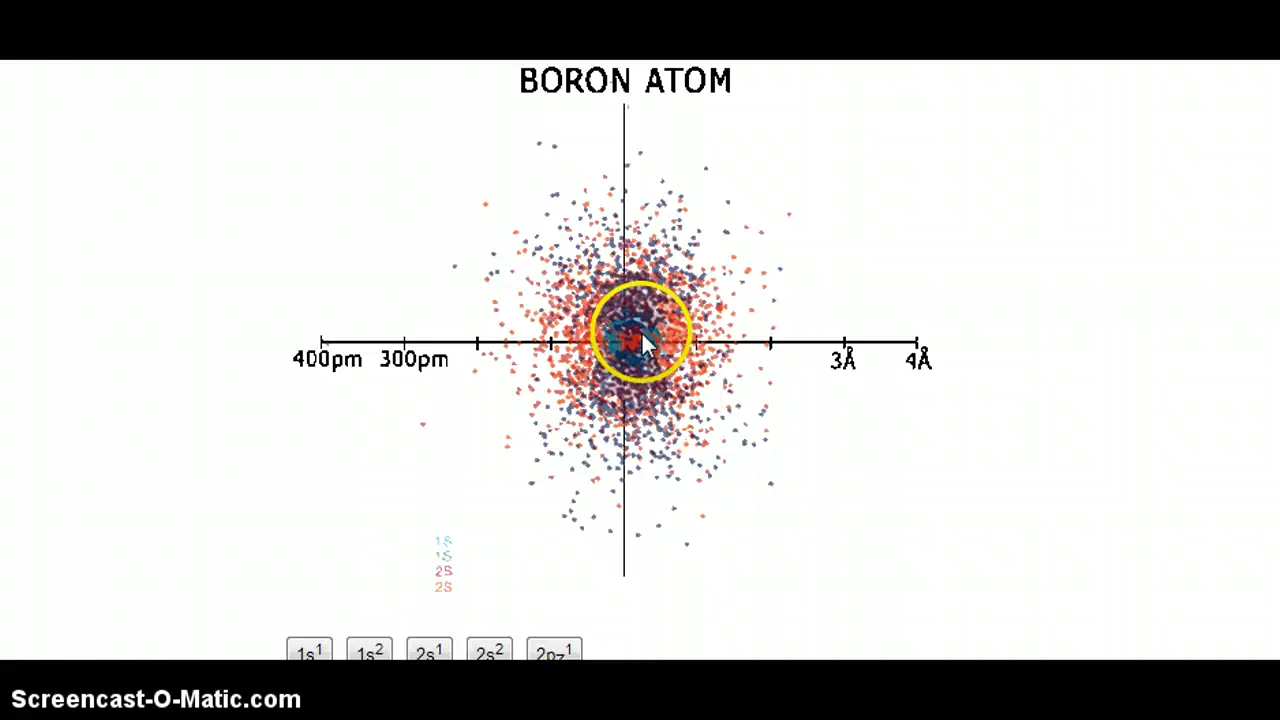 BORON ATOM
400pm 300pm 3Å 4Å
1S
1S
2S
2S
1s¹ 1s² 2s¹ 2s² 2pz¹
Screencast-O-Matic.com